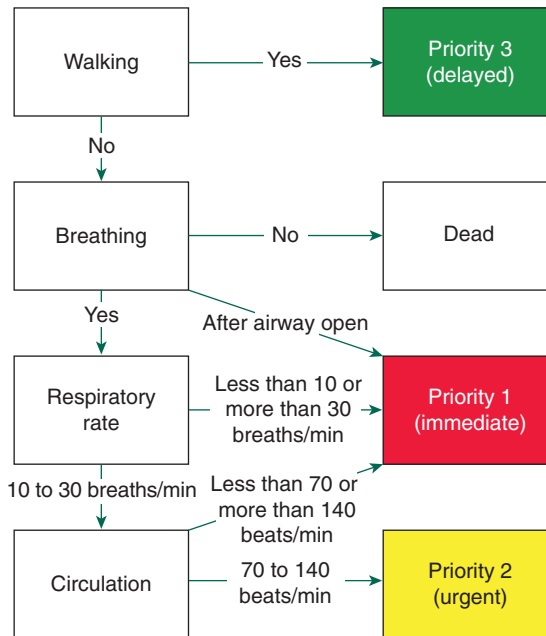 Walking
Yes
Priority 3
(delayed)
No
Breathing
No
Dead
Yes
After airway open
Respiratory
rate
Less than 10 or
more than 30
breaths/min
Priority 1
(immediate)
10 to 30 breaths/min
Less than 70 or
more than 140
beats/min
Circulation
70 to 140
beats/min
Priority 2
(urgent)